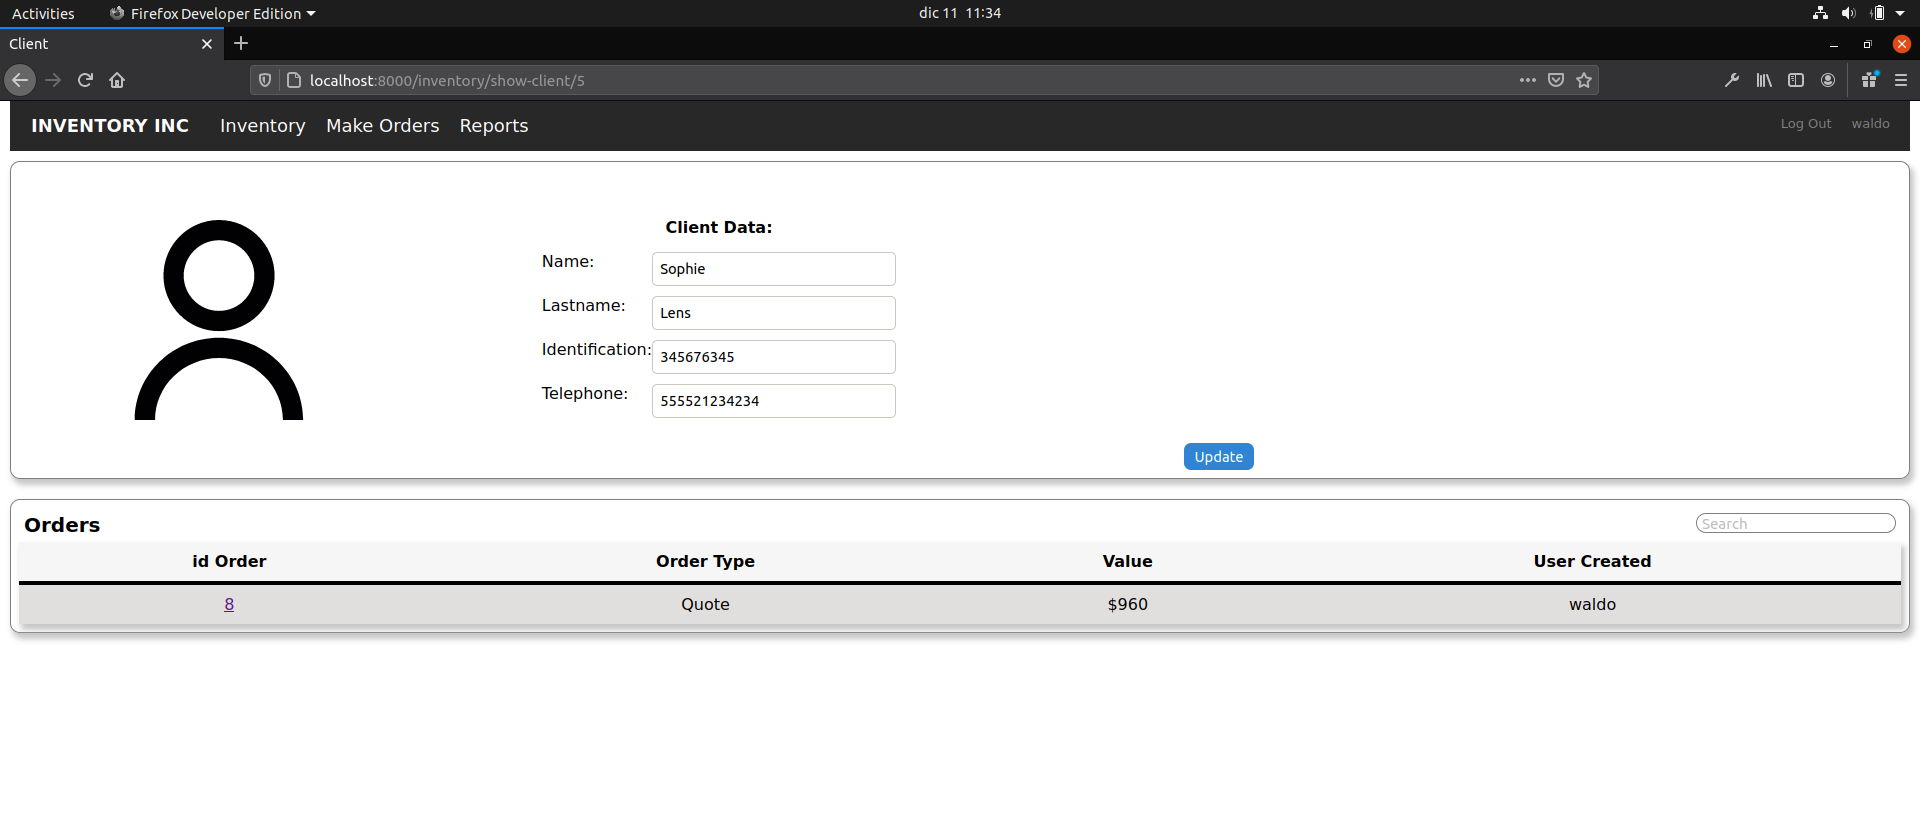 Activities Firefox Developer Edition dic 11 11:34
Client
localhost:8000/inventory/show-client/5
INVENTORY INC Inventory Make Orders Reports Log Out waldo
Client Data:
Name: Sophie
Lastname: Lens
Identification: 345676345
Telephone: 555521234234
Update
Orders Search
id Order Order Type Value User Created
8 Quote $960 waldo